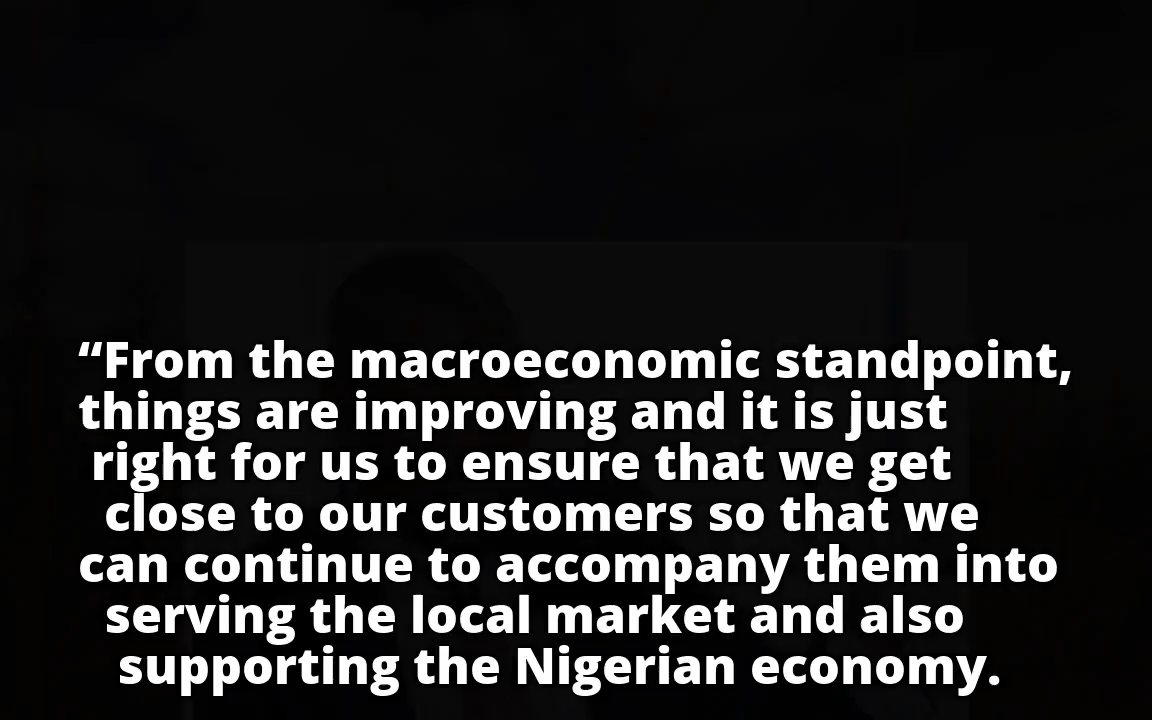 “From the macroeconomic standpoint,
things are improving and it is just
right for us to ensure that we get
close to our customers so that we
can continue to accompany them into
serving the local market and also
supporting the Nigerian economy.